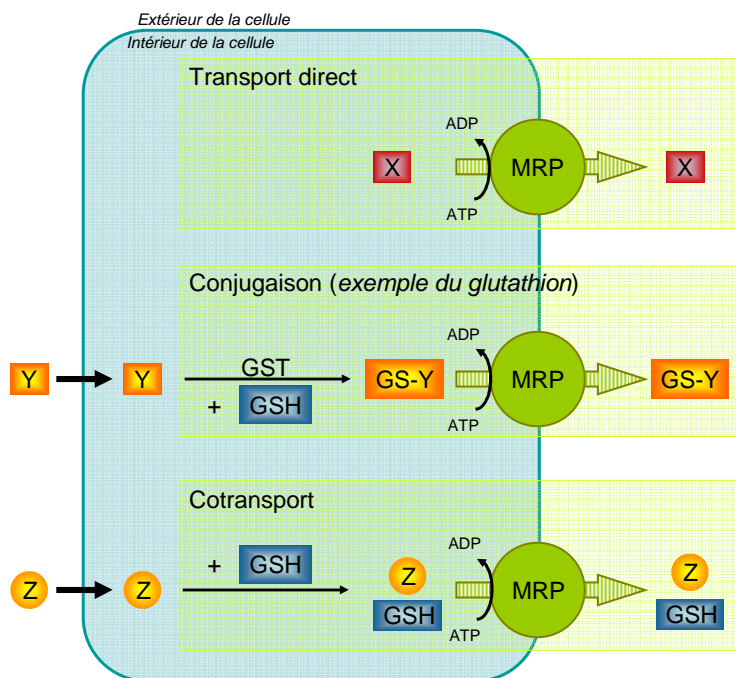 Extérieur de la cellule
Intérieur de la cellule
Transport direct
ADP
X
MRP
X
ATP
Conjugaison (exemple du glutathion)
ADP
Y
Y
GST
GS-Y
MRP
GS-Y
+ GSH
ATP
Cotransport
ADP
+ GSH
Z
Z
Z
Z
MRP
GSH
GSH
ATP